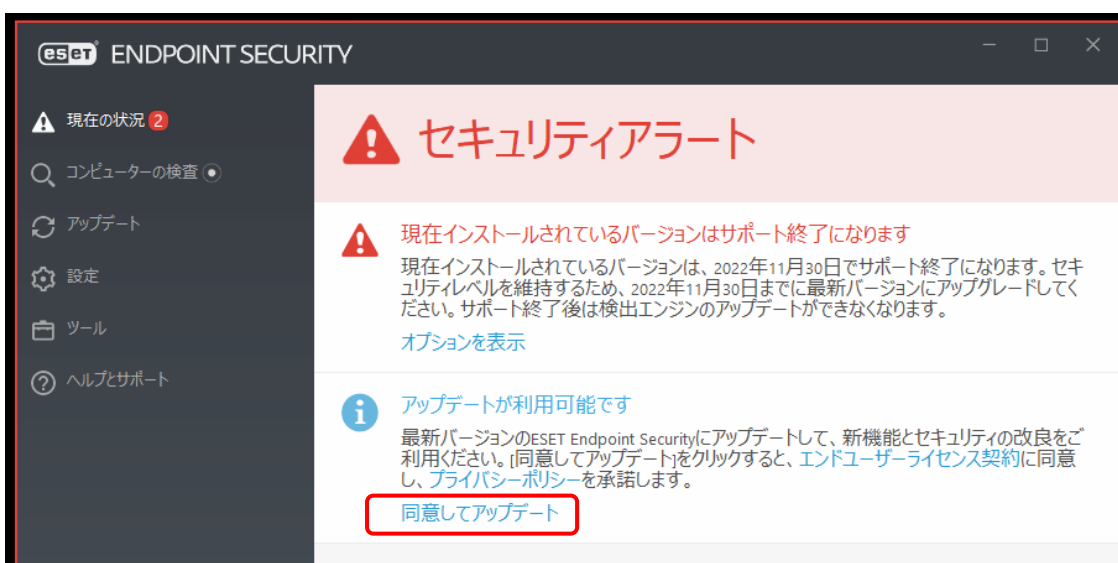 eset ENDPOINT SECURITY
現在の状況 2
コンピューターの検査
アップデート
設定
ツール
ヘルプとサポート
セキュリティアラート
現在インストールされているバージョンはサポート終了になります
現在インストールされているバージョンは、2022年11月30日でサポート終了になります。セキ
ュリティレベルを維持するため、2022年11月30日までに最新バージョンにアップグレードしてく
ださい。サポート終了後は検出エンジンのアップデートができなくなります。
オプションを表示
アップデートが利用可能です
最新バージョンのESET Endpoint Securityにアップデートして、新機能とセキュリティの改良をご
利用ください。[同意してアップデート]をクリックすると、エンドユーザーライセンス契約に同意
し、プライバシーポリシーを承諾します。
同意してアップデート